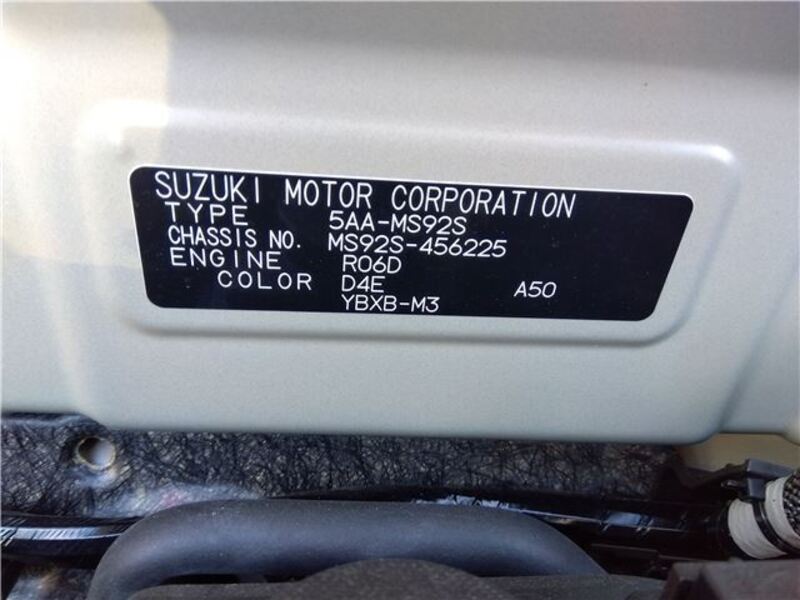 SUZUKI MOTOR CORPORATION
TYPE 5AA-MS92S
CHASSIS NO. MS92S-456225
ENGINE R06D
COLOR D4E A50
YBXB-M3